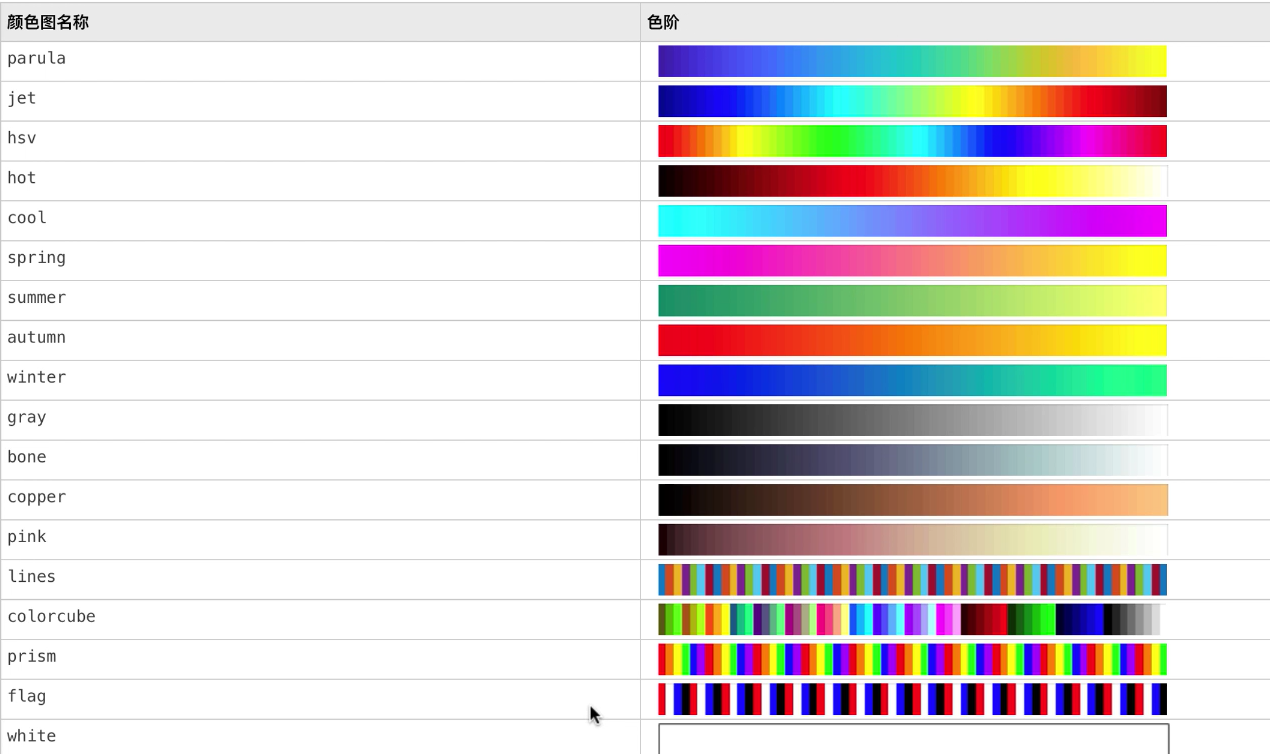 颜色图名称 色阶
parula
jet
hsv
hot
cool
spring
summer
autumn
winter
gray
bone
copper
pink
lines
colorcube
prism
flag
white